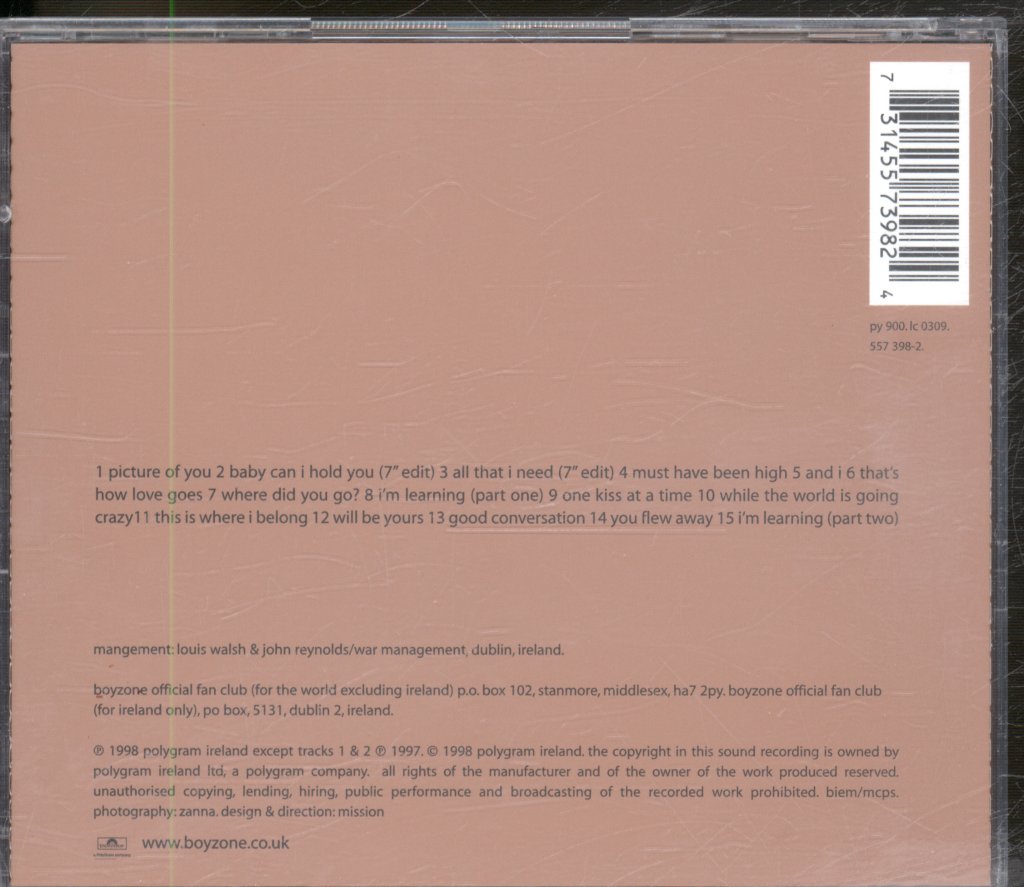 7 31455 73982 4
py 900. lc 0309.
557 398-2.
1 picture of you 2 baby can i hold you (7" edit) 3 all that i need (7" edit) 4 must have been high 5 and i 6 that's
how love goes 7 where did you go? 8 i'm learning (part one) 9 one kiss at a time 10 while the world is going
crazy11 this is where i belong 12 will be yours 13 good conversation 14 you flew away 15 i'm learning (part two)
mangement: louis walsh & john reynolds/war management, dublin, ireland.
boyzone official fan club (for the world excluding ireland) p.o. box 102, stanmore, middlesex, ha7 2py. boyzone official fan club
(for ireland only), po box, 5131, dublin 2, ireland.
℗ 1998 polygram ireland except tracks 1 & 2 ℗ 1997. © 1998 polygram ireland. the copyright in this sound recording is owned by
polygram ireland ltd, a polygram company. all rights of the manufacturer and of the owner of the work produced reserved.
unauthorised copying, lending, hiring, public performance and broadcasting of the recorded work prohibited. biem/mcps.
photography: zanna. design & direction: mission
www.boyzone.co.uk